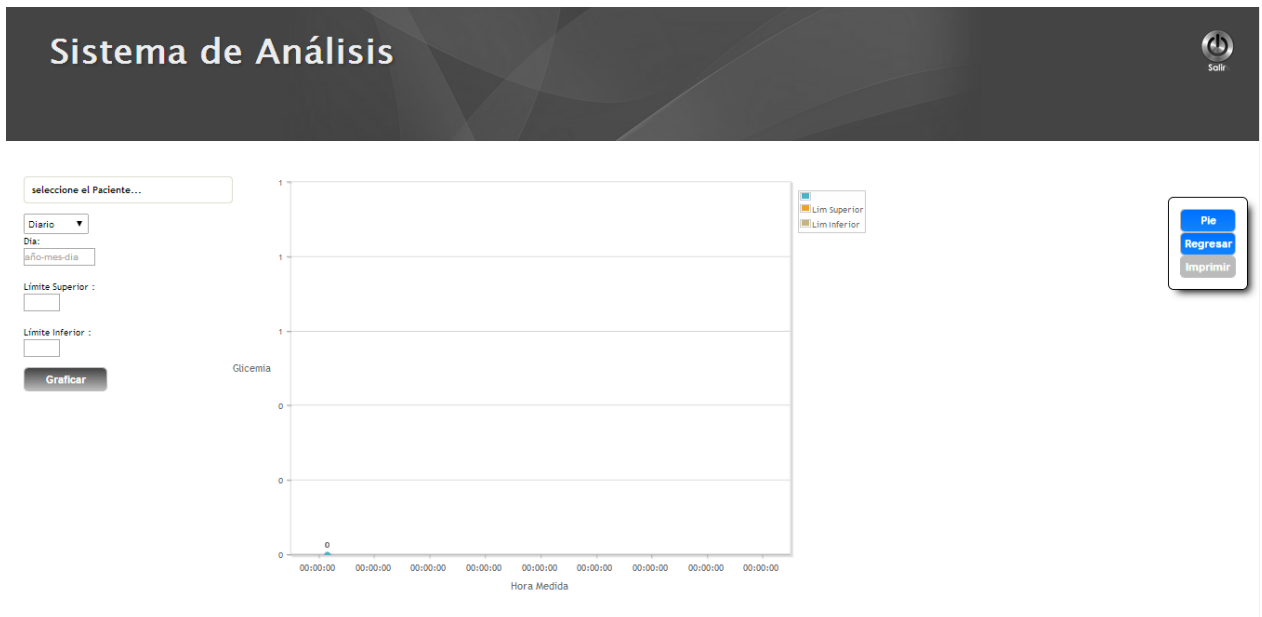 Sistema de Análisis
Salir
seleccione el Paciente...
Diario
Dia:
año-mes-dia
Límite Superior :
Límite Inferior :
Graficar
Glicemia
1
1
1
0
0
0
0
00:00:00 00:00:00 00:00:00 00:00:00 00:00:00 00:00:00 00:00:00 00:00:00 00:00:00
Hora Medida
Lim Superior
Lim Inferior
Pie
Regresar
Imprimir